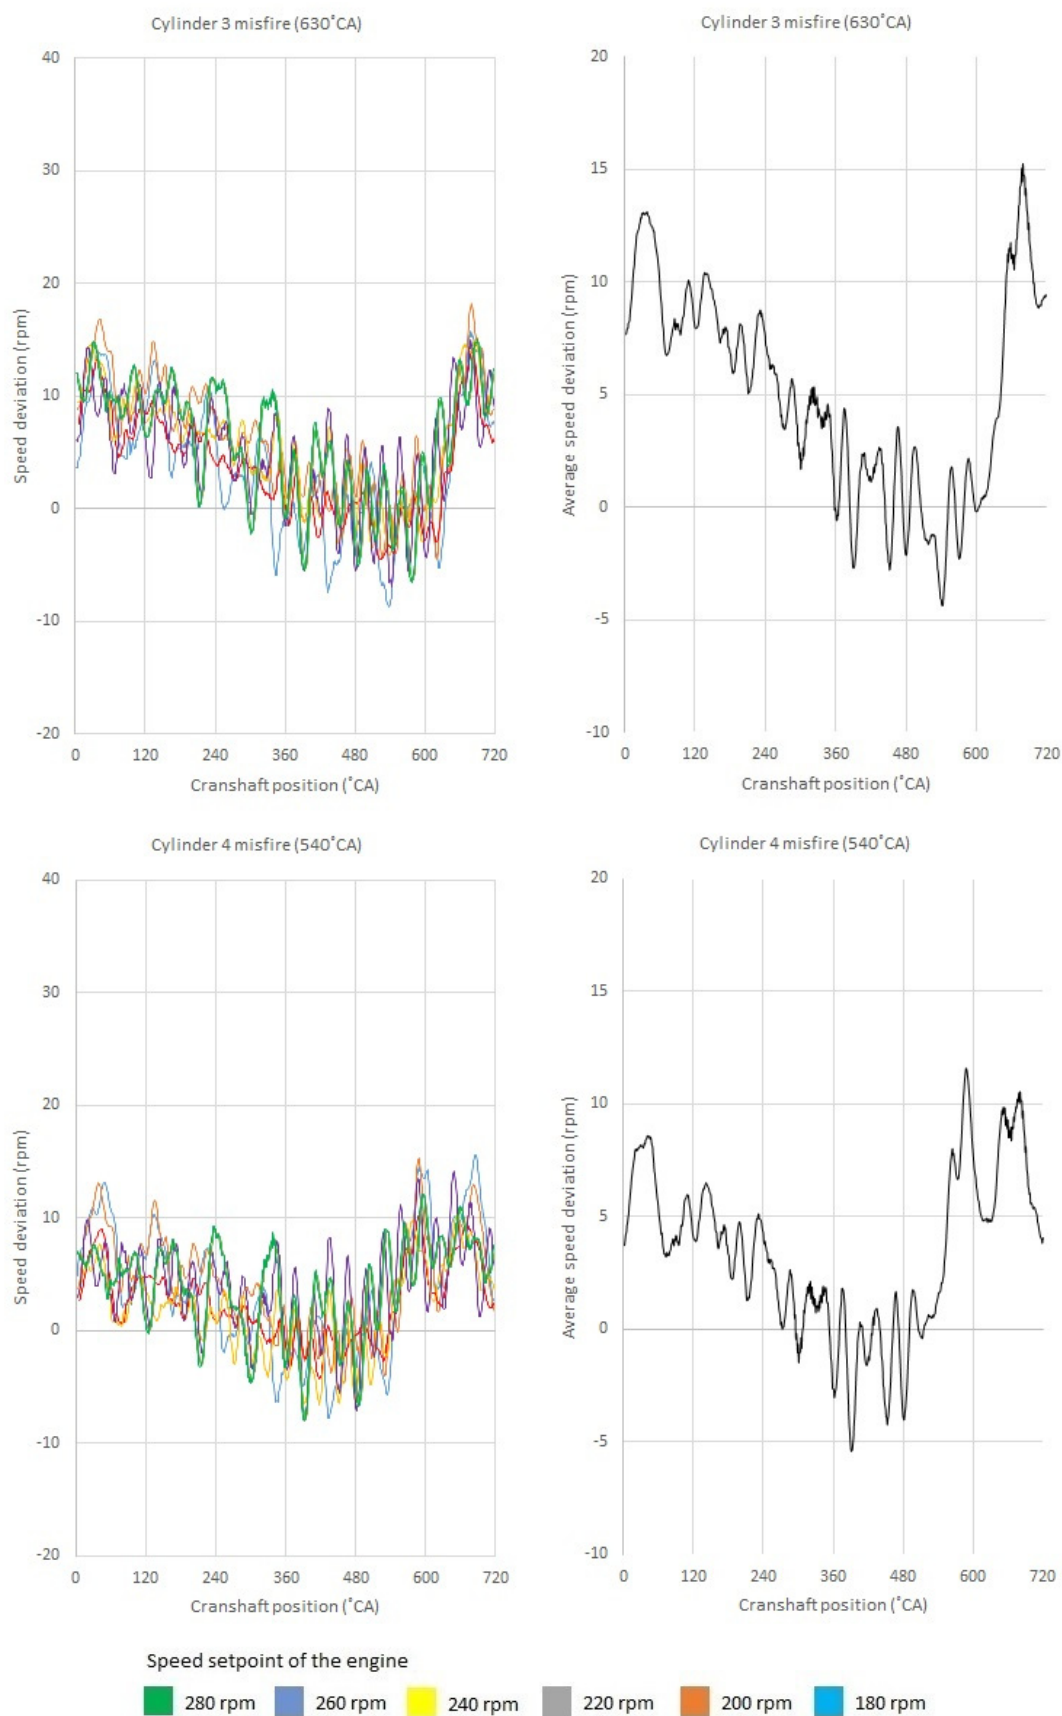 Cylinder 3 misfire (630˚CA)
40
30
20
10
0
-10
-20
Speed deviation (rpm)
0 120 240 360 480 600 720
Cranshaft position (˚CA)
Cylinder 3 misfire (630˚CA)
20
15
10
5
0
-5
-10
Average speed deviation (rpm)
0 120 240 360 480 600 720
Cranshaft position (˚CA)
Cylinder 4 misfire (540˚CA)
40
30
20
10
0
-10
-20
Speed deviation (rpm)
0 120 240 360 480 600 720
Cranshaft position (˚CA)
Cylinder 4 misfire (540˚CA)
20
15
10
5
0
-5
-10
Average speed deviation (rpm)
0 120 240 360 480 600 720
Cranshaft position (˚CA)
Speed setpoint of the engine
280 rpm 260 rpm 240 rpm 220 rpm 200 rpm 180 rpm